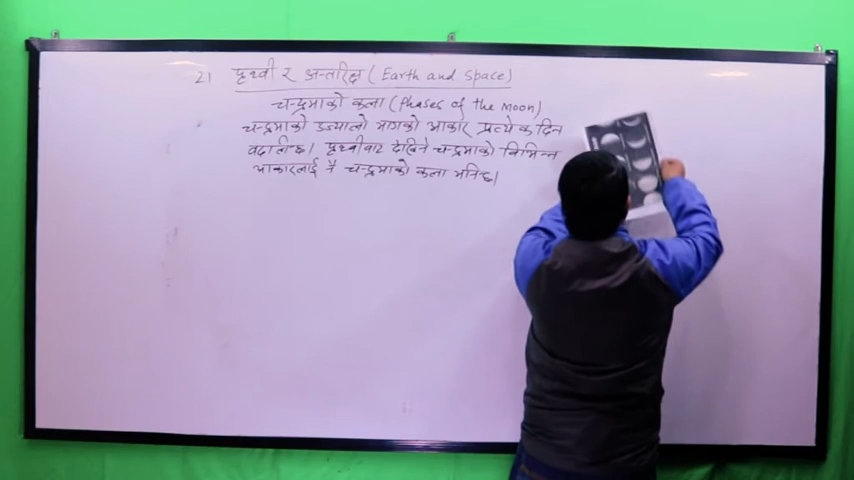 21 पृथ्वी र अन्तरिक्ष (Earth and Space)
चन्द्रमाको कला (Phases of the Moon)
चन्द्रमाको उज्यालो भागको आकार प्रत्येक दिन
बदलिन्छ। पृथ्वीबाट देखिने चन्द्रमाको विभिन्न
आकारलाई नै चन्द्रमाको कला भनिन्छ।